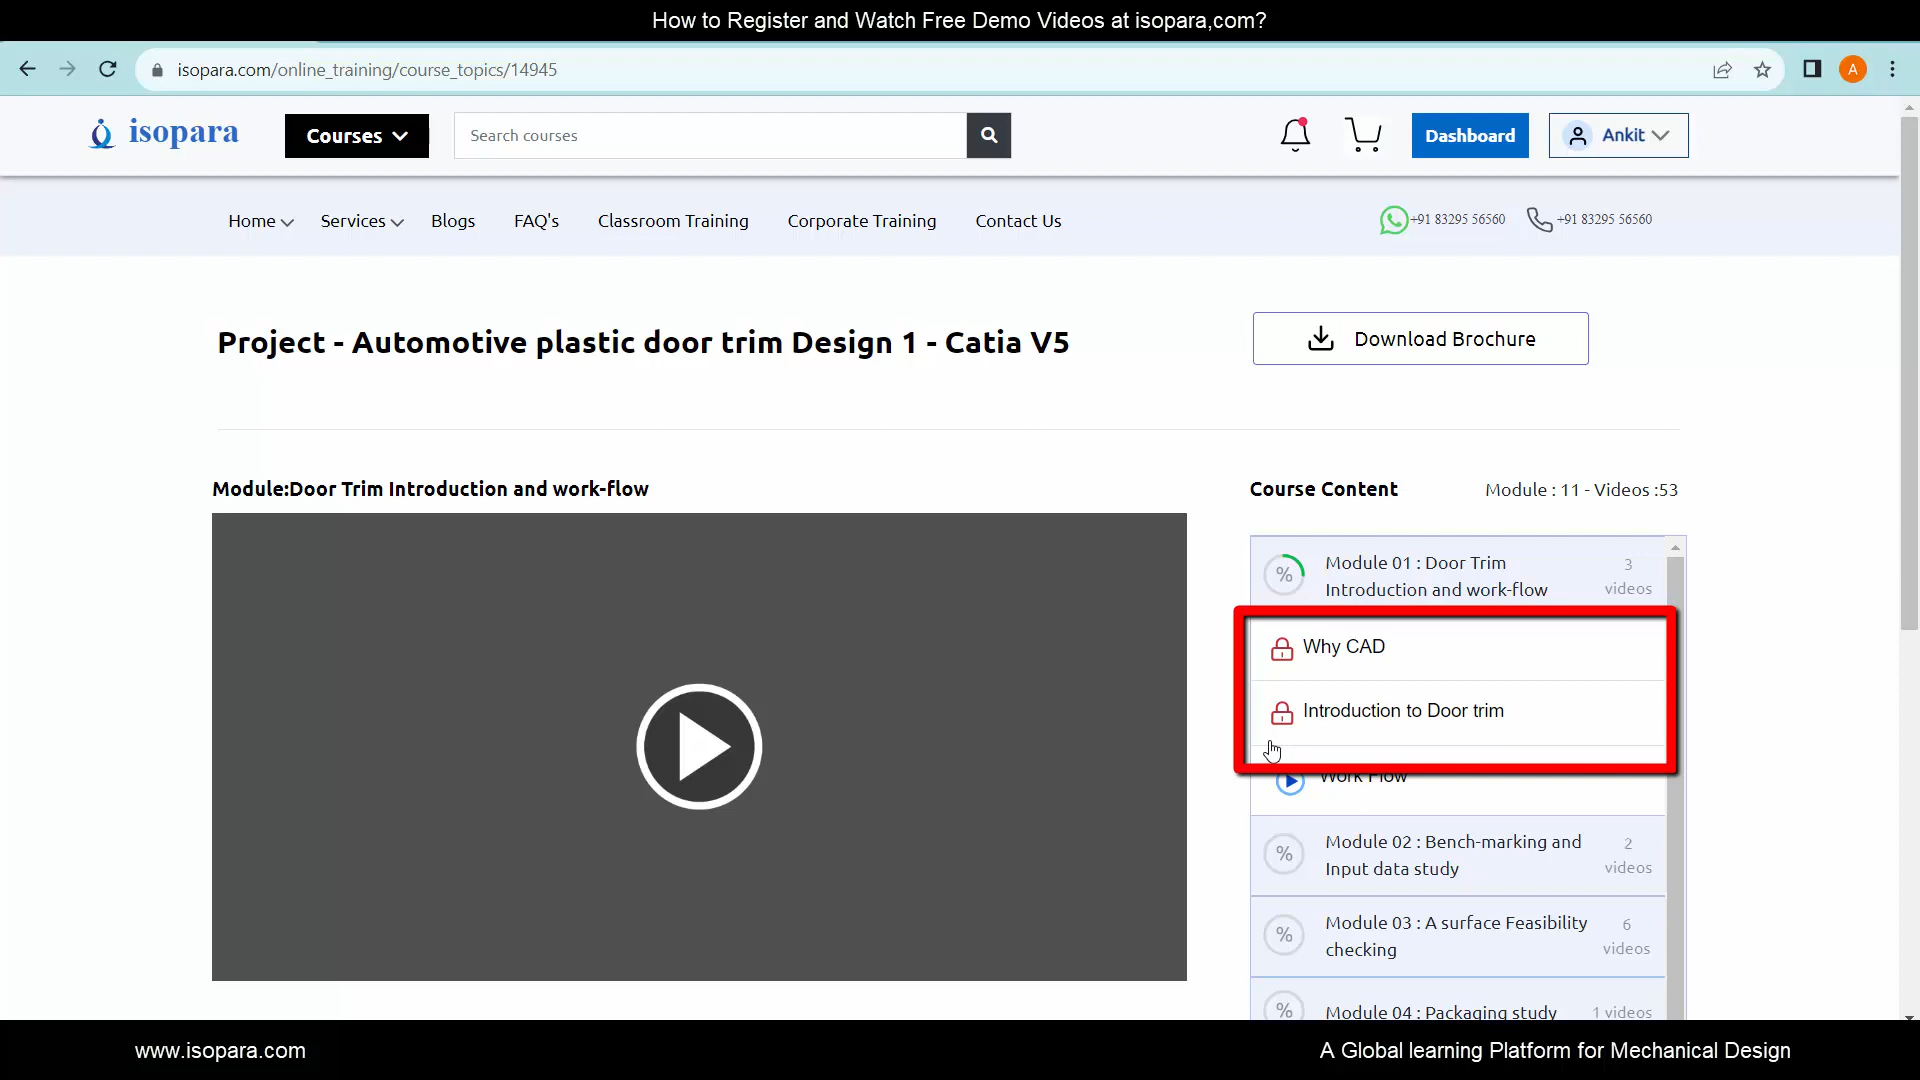 How to Register and Watch Free Demo Videos at isopara,com?
isopara.com/online_training/course_topics/14945
A
isopara
Courses
Search courses
Dashboard
Ankit
Home
Services
Blogs
FAQ's
Classroom Training
Corporate Training
Contact Us
+91 83295 56560
+91 83295 56560
Project - Automotive plastic door trim Design 1 - Catia V5
Download Brochure
Module:Door Trim Introduction and work-flow
Course Content
Module : 11 - Videos :53
%
Module 01 : Door Trim
Introduction and work-flow
3
videos
Why CAD
Introduction to Door trim
Work Flow
%
Module 02 : Bench-marking and
Input data study
2
videos
%
Module 03 : A surface Feasibility
checking
6
videos
%
Module 04 : Packaging study
1 videos
www.isopara.com
A Global learning Platform for Mechanical Design